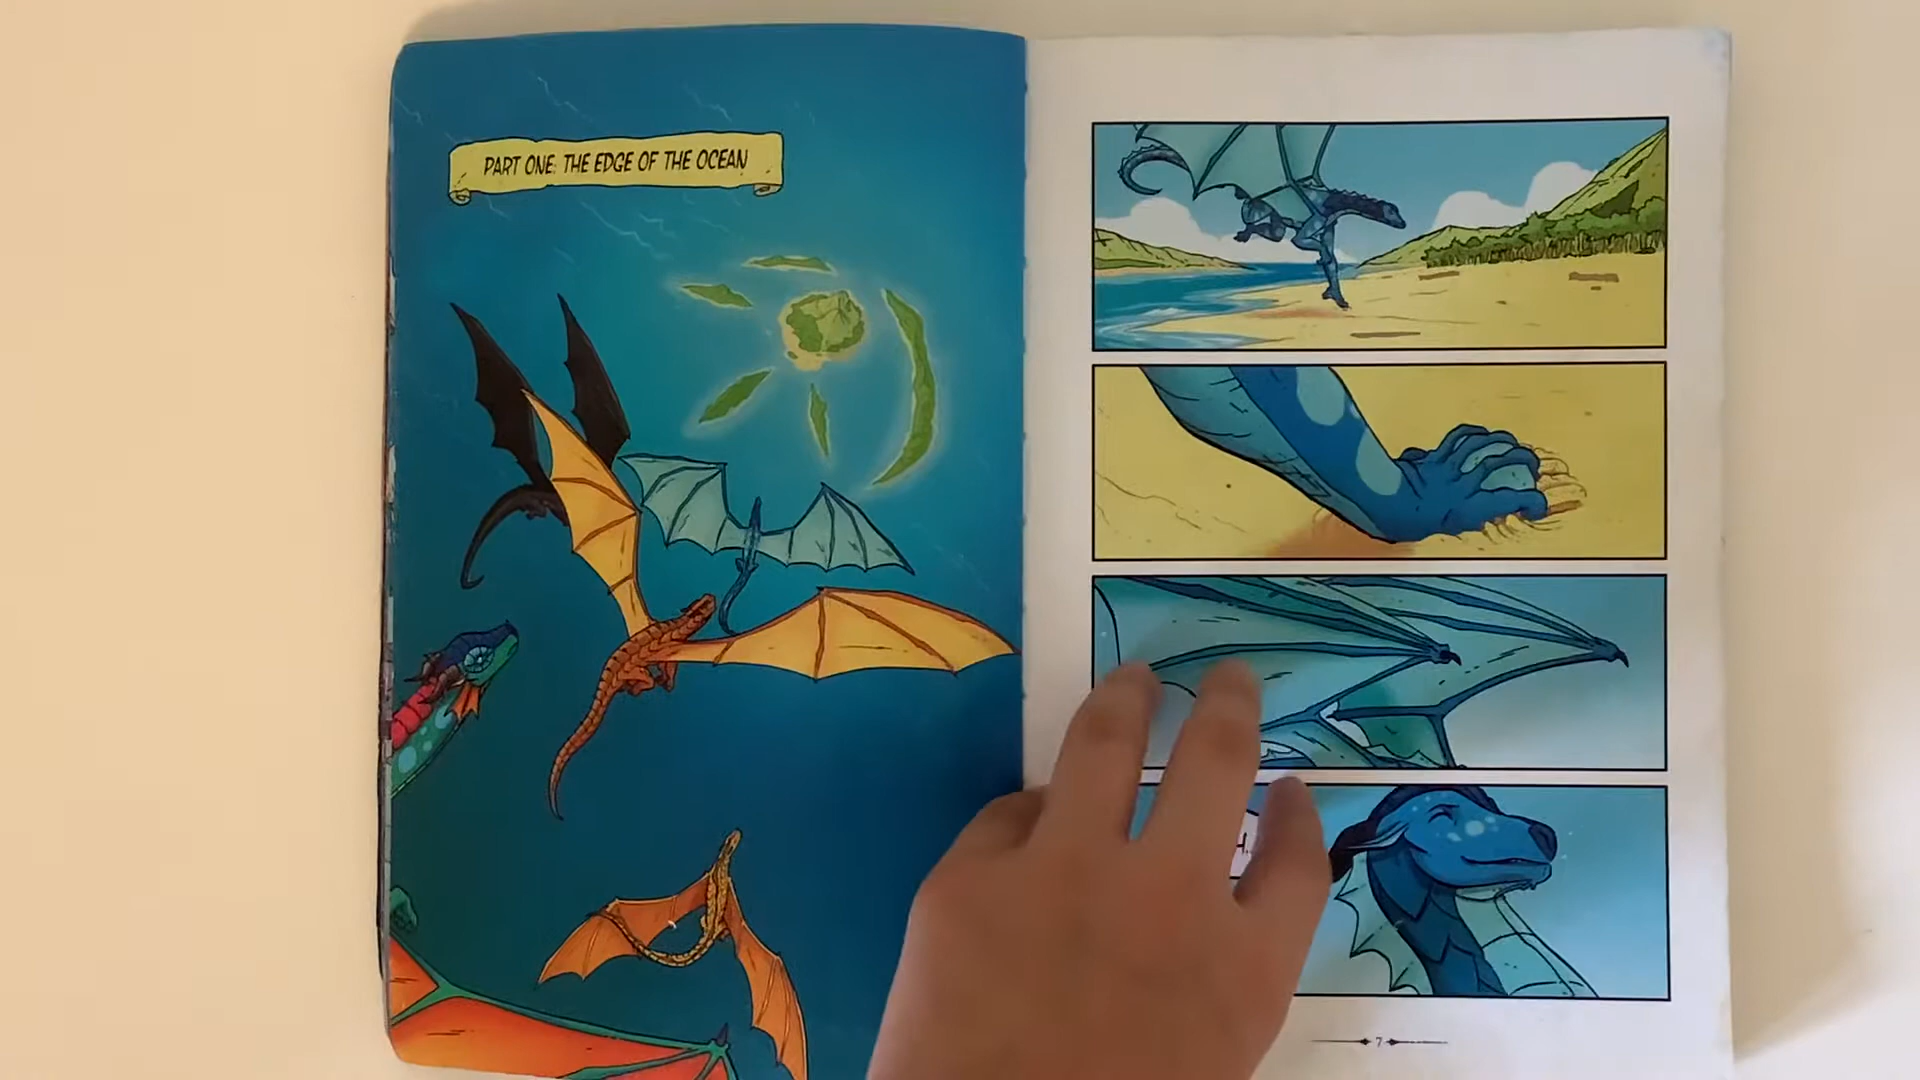 PART ONE: THE EDGE OF THE OCEAN
7